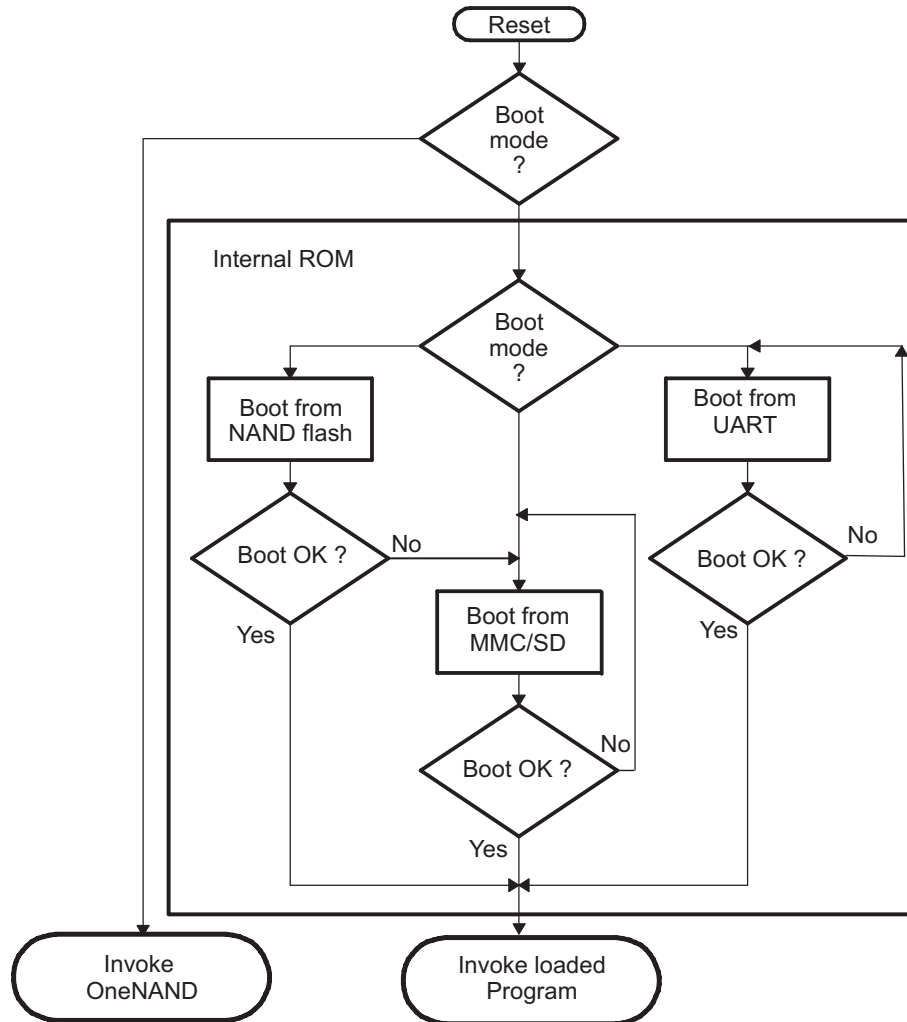 Reset
Boot
mode
?
Internal ROM
Boot
mode
?
Boot from
NAND flash
Boot from
UART
Boot OK ?
No
Yes
Boot from
MMC/SD
Boot OK ?
No
Yes
Boot OK ?
No
Yes
Invoke
OneNAND
Invoke loaded
Program